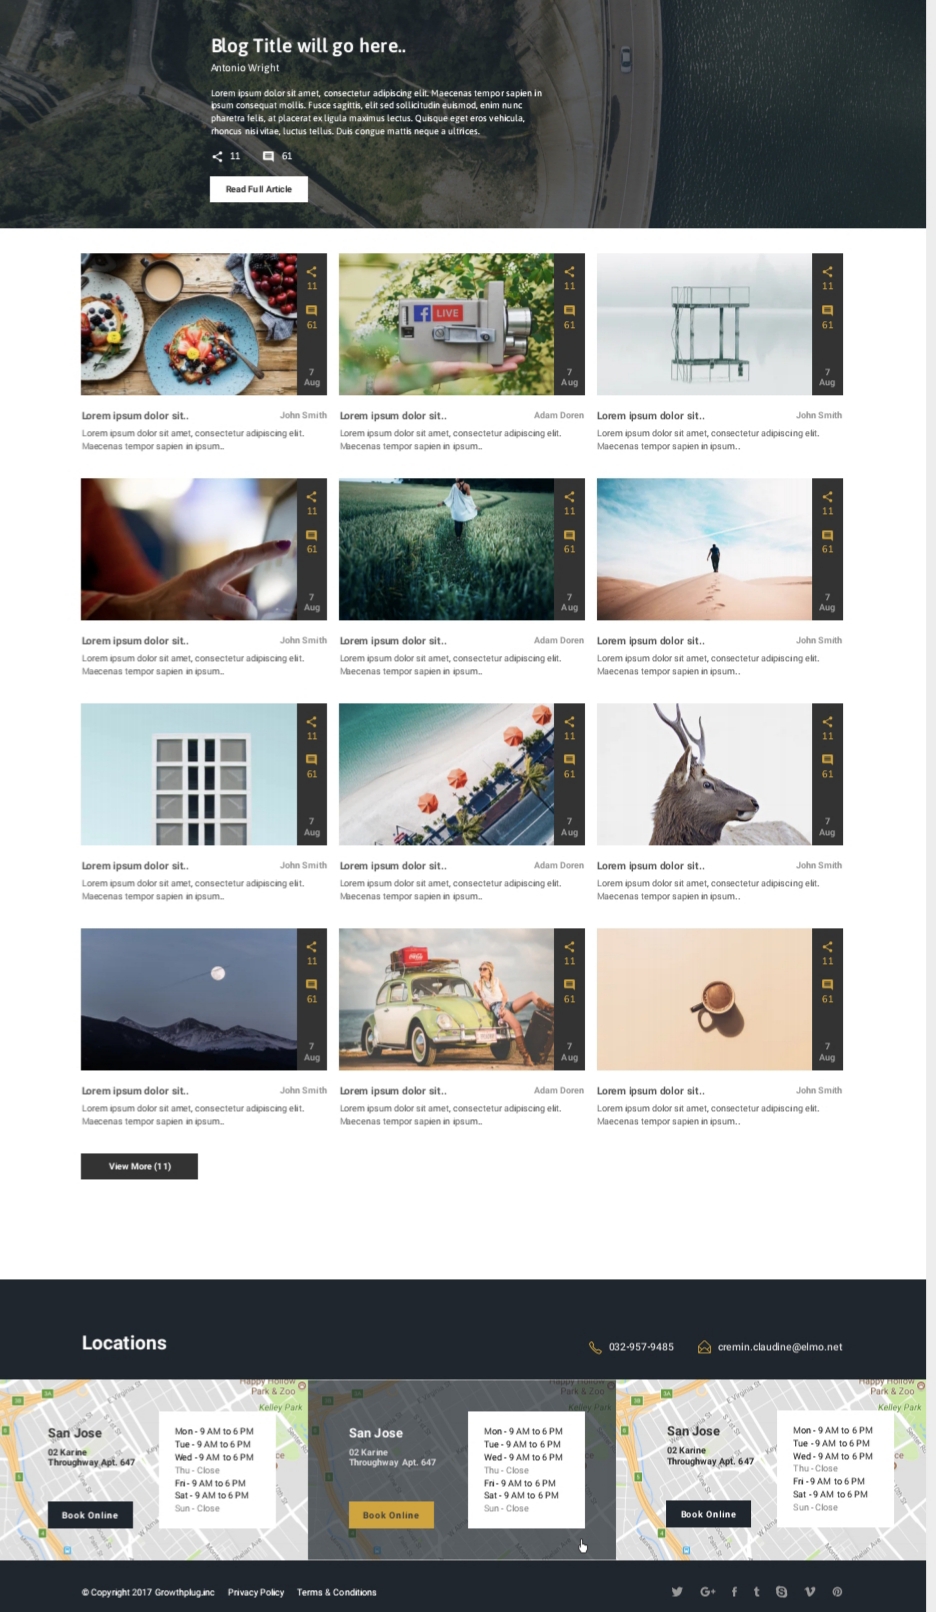 Blog Title will go here..
Antonio Wright
Lorem ipsum dolor sit amet, consectetur adipiscing elit. Maecenas tempor sapien in
ipsum consequat mollis. Fusce sagittis, elit sed sollicitudin euismod, enim nunc
pharetra felis, at placerat ex ligula maximus lectus. Quisque eget eros vehicula,
rhoncus nisi vitae, luctus tellus. Duis congue mattis neque a ultrices.
11 61
Read Full Article
11
61
7
Aug
Lorem ipsum dolor sit.. John Smith
Lorem ipsum dolor sit amet, consectetur adipiscing elit.
Maecenas tempor sapien in ipsum..
f LIVE
11
61
7
Aug
Lorem ipsum dolor sit.. Adam Doren
Lorem ipsum dolor sit amet, consectetur adipiscing elit.
Maecenas tempor sapien in ipsum..
11
61
7
Aug
Lorem ipsum dolor sit.. John Smith
Lorem ipsum dolor sit amet, consectetur adipiscing elit.
Maecenas tempor sapien in ipsum..
11
61
7
Aug
Lorem ipsum dolor sit.. John Smith
Lorem ipsum dolor sit amet, consectetur adipiscing elit.
Maecenas tempor sapien in ipsum..
11
61
7
Aug
Lorem ipsum dolor sit.. Adam Doren
Lorem ipsum dolor sit amet, consectetur adipiscing elit.
Maecenas tempor sapien in ipsum..
11
61
7
Aug
Lorem ipsum dolor sit.. John Smith
Lorem ipsum dolor sit amet, consectetur adipiscing elit.
Maecenas tempor sapien in ipsum..
11
61
7
Aug
Lorem ipsum dolor sit.. John Smith
Lorem ipsum dolor sit amet, consectetur adipiscing elit.
Maecenas tempor sapien in ipsum..
11
61
7
Aug
Lorem ipsum dolor sit.. Adam Doren
Lorem ipsum dolor sit amet, consectetur adipiscing elit.
Maecenas tempor sapien in ipsum..
11
61
7
Aug
Lorem ipsum dolor sit.. John Smith
Lorem ipsum dolor sit amet, consectetur adipiscing elit.
Maecenas tempor sapien in ipsum..
11
61
7
Aug
Lorem ipsum dolor sit.. John Smith
Lorem ipsum dolor sit amet, consectetur adipiscing elit.
Maecenas tempor sapien in ipsum..
11
61
7
Aug
Lorem ipsum dolor sit.. Adam Doren
Lorem ipsum dolor sit amet, consectetur adipiscing elit.
Maecenas tempor sapien in ipsum..
11
61
7
Aug
Lorem ipsum dolor sit.. John Smith
Lorem ipsum dolor sit amet, consectetur adipiscing elit.
Maecenas tempor sapien in ipsum..
View More (11)
Locations
032-957-9485 cremin.claudine@elmo.net
Happy Hollow
Park & Zoo
Kelley Park
San Jose
02 Karine
Throughway Apt. 647
Book Online
Mon - 9 AM to 6 PM
Tue - 9 AM to 6 PM
Wed - 9 AM to 6 PM
Thu - Close
Fri - 9 AM to 6 PM
Sat - 9 AM to 6 PM
Sun - Close
Happy Hollow
Park & Zoo
Kelley Park
San Jose
02 Karine
Throughway Apt. 647
Book Online
Mon - 9 AM to 6 PM
Tue - 9 AM to 6 PM
Wed - 9 AM to 6 PM
Thu - Close
Fri - 9 AM to 6 PM
Sat - 9 AM to 6 PM
Sun - Close
Happy Hollow
Park & Zoo
Kelley Park
San Jose
02 Karine
Throughway Apt. 647
Book Online
Mon - 9 AM to 6 PM
Tue - 9 AM to 6 PM
Wed - 9 AM to 6 PM
Thu - Close
Fri - 9 AM to 6 PM
Sat - 9 AM to 6 PM
Sun - Close
© Copyright 2017 Growthplug.inc Privacy Policy Terms & Conditions